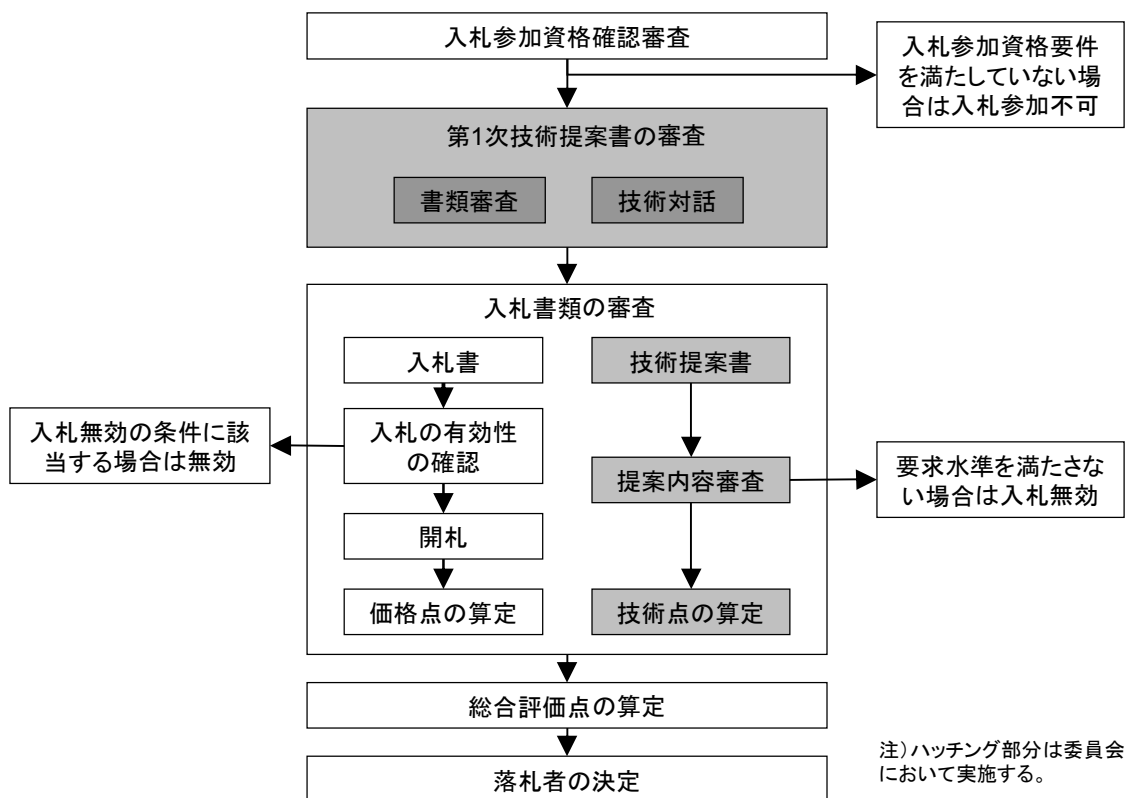 入札参加資格確認審査
入札参加資格要件
を満たしていない場
合は入札参加不可
第1次技術提案書の審査
書類審査
技術対話
入札書類の審査
入札書
技術提案書
入札無効の条件に該
当する場合は無効
入札の有効性
の確認
提案内容審査
要求水準を満たさな
い場合は入札無効
開札
価格点の算定
技術点の算定
総合評価点の算定
落札者の決定
注)ハッチング部分は委員会
において実施する。